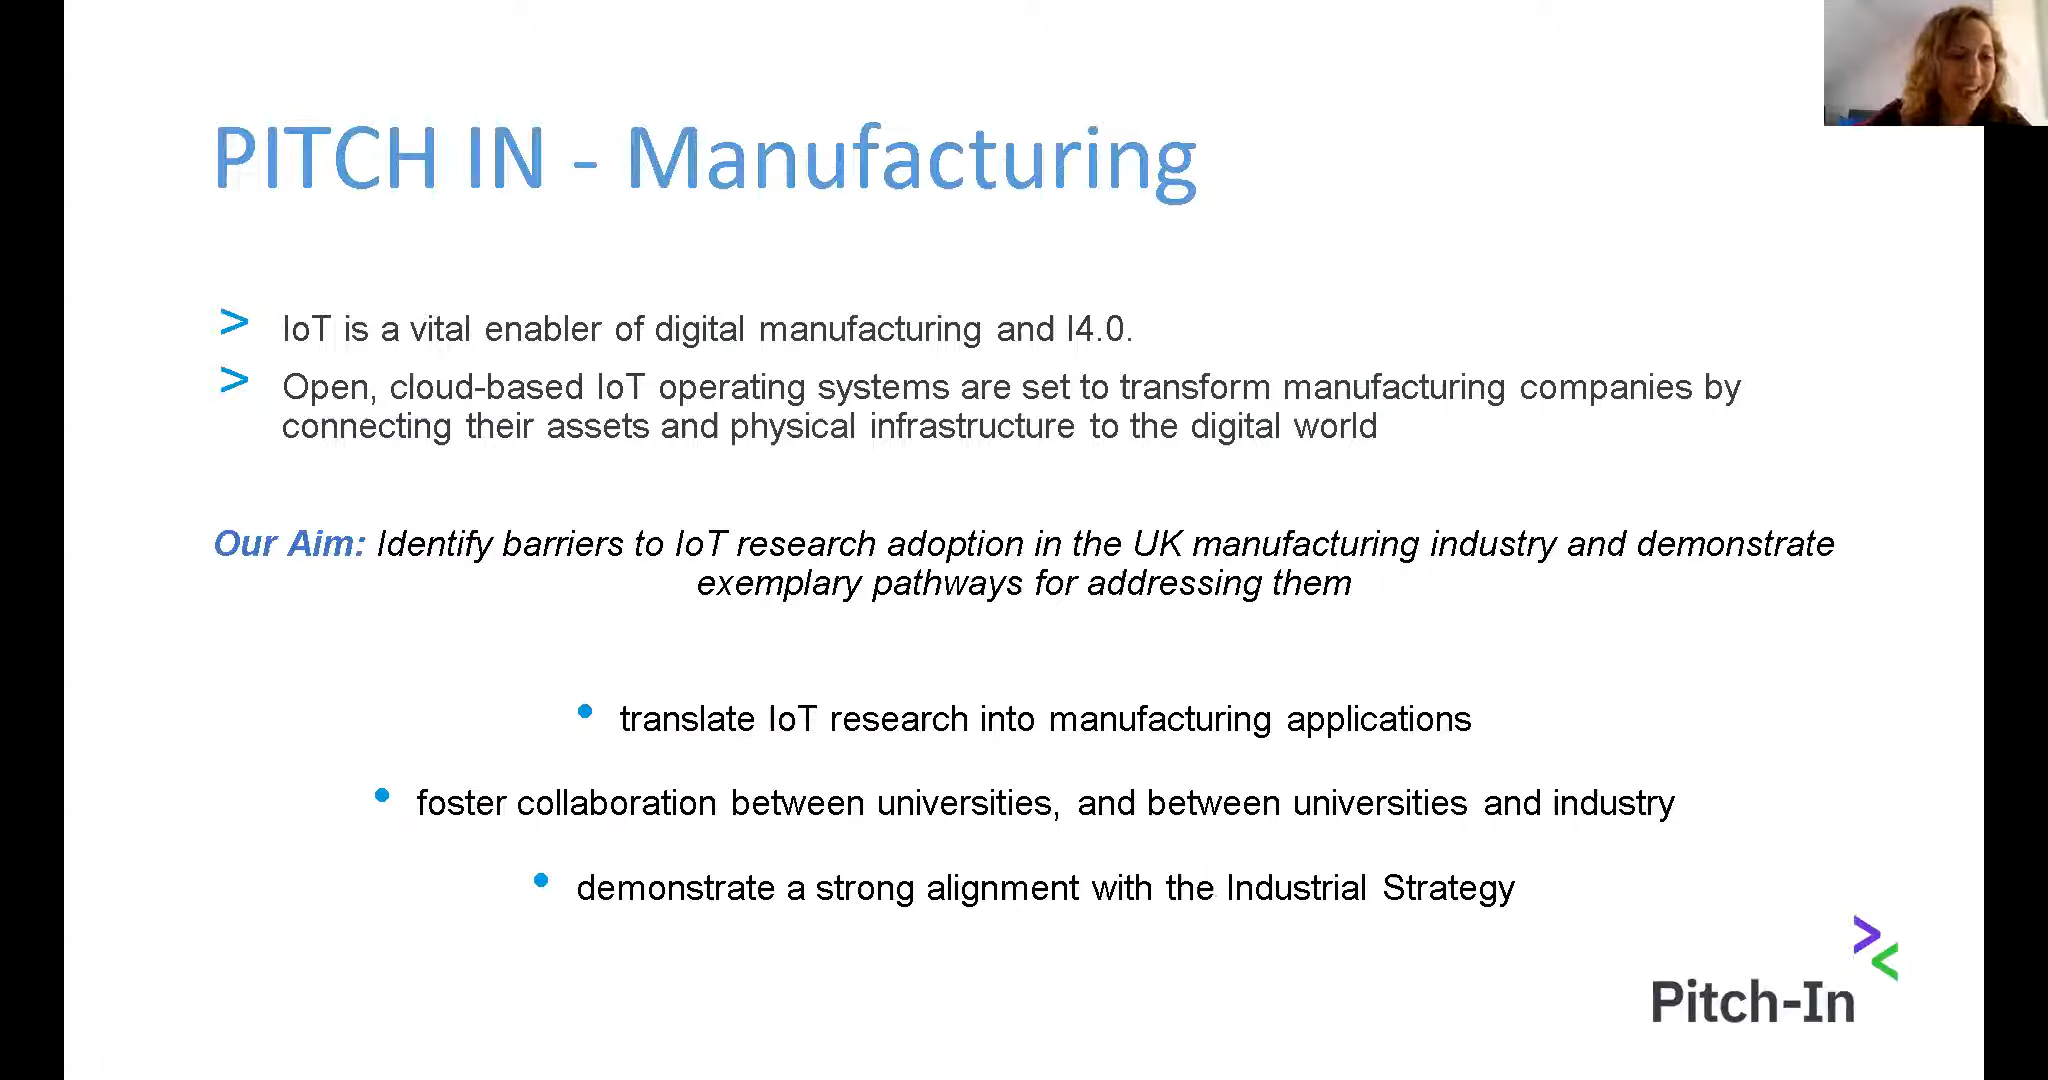 PITCH IN - Manufacturing
> IoT is a vital enabler of digital manufacturing and I4.0.
> Open, cloud-based IoT operating systems are set to transform manufacturing companies by
connecting their assets and physical infrastructure to the digital world
Our Aim: Identify barriers to IoT research adoption in the UK manufacturing industry and demonstrate
exemplary pathways for addressing them
• translate IoT research into manufacturing applications
• foster collaboration between universities, and between universities and industry
• demonstrate a strong alignment with the Industrial Strategy
Pitch-In